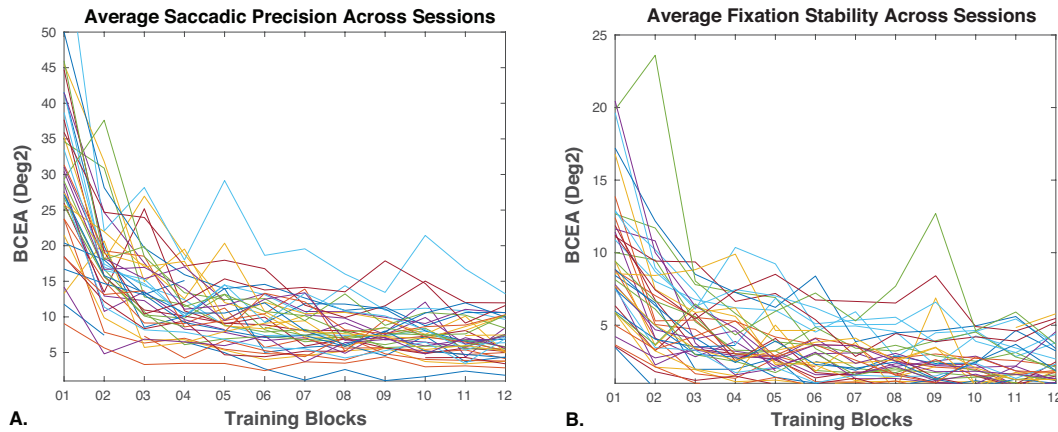 Average Saccadic Precision Across Sessions
50
45
40
35
30
25
20
15
10
5
BCEA (Deg2)
01 02 03 04 05 06 07 08 09 10 11 12
Training Blocks
A.
Average Fixation Stability Across Sessions
25
20
15
10
5
BCEA (Deg2)
01 02 03 04 05 06 07 08 09 10 11 12
Training Blocks
B.